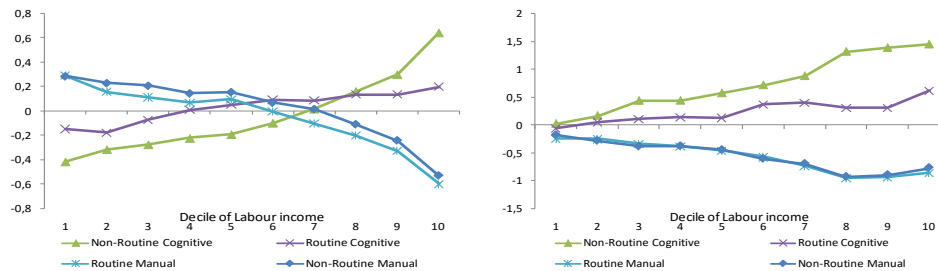 0,8
0,6
0,4
0,2
0
-0,2
-0,4
-0,6
-0,8
Decile of Labour income
1 2 3 4 5 6 7 8 9 10
Non-Routine Cognitive Routine Cognitive
Routine Manual Non-Routine Manual
2
1,5
1
0,5
0
-0,5
-1
-1,5
Decile of Labour income
1 2 3 4 5 6 7 8 9 10
Non-Routine Cognitive Routine Cognitive
Routine Manual Non-Routine Manual